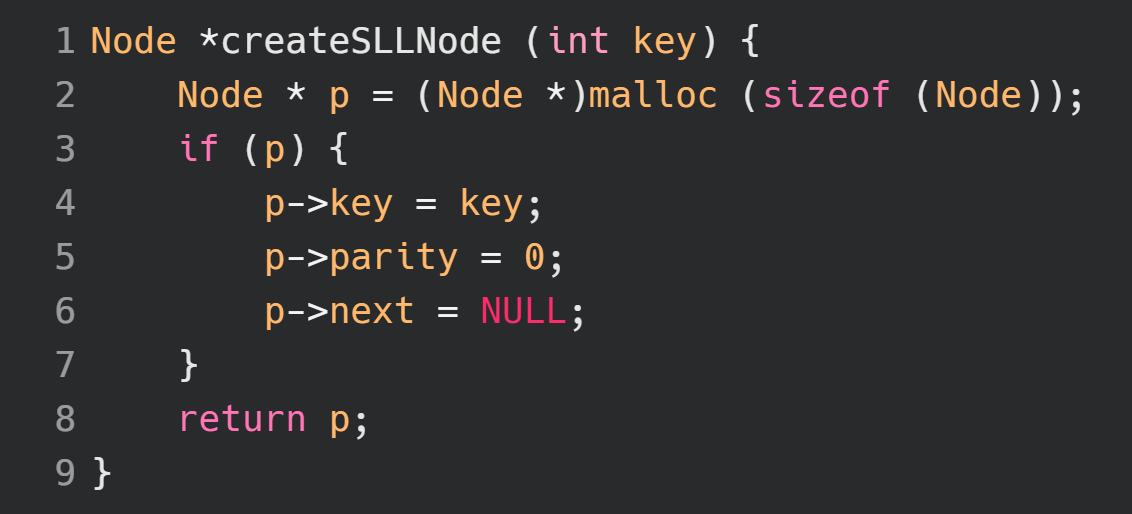 1 Node *createSLLNode (int key) {
2     Node * p = (Node *)malloc (sizeof (Node));
3     if (p) {
4         p->key = key;
5         p->parity = 0;
6         p->next = NULL;
7     }
8     return p;
9 }